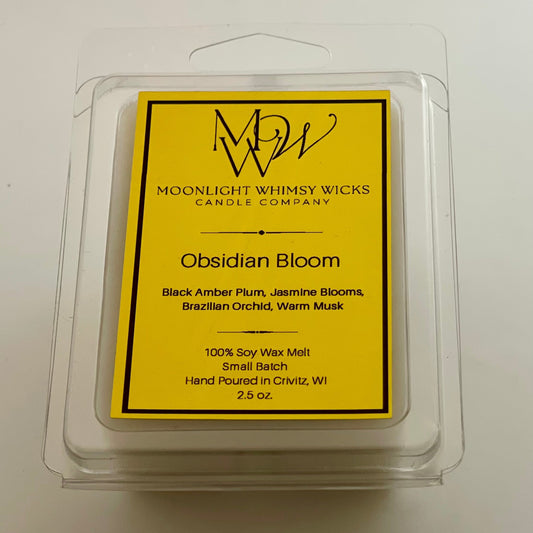 MWW
MOONLIGHT WHIMSY WICKS
CANDLE COMPANY
Obsidian Bloom
Black Amber Plum, Jasmine Blooms,
Brazilian Orchid, Warm Musk
100% Soy Wax Melt
Small Batch
Hand Poured in Crivitz, WI
2.5 oz.